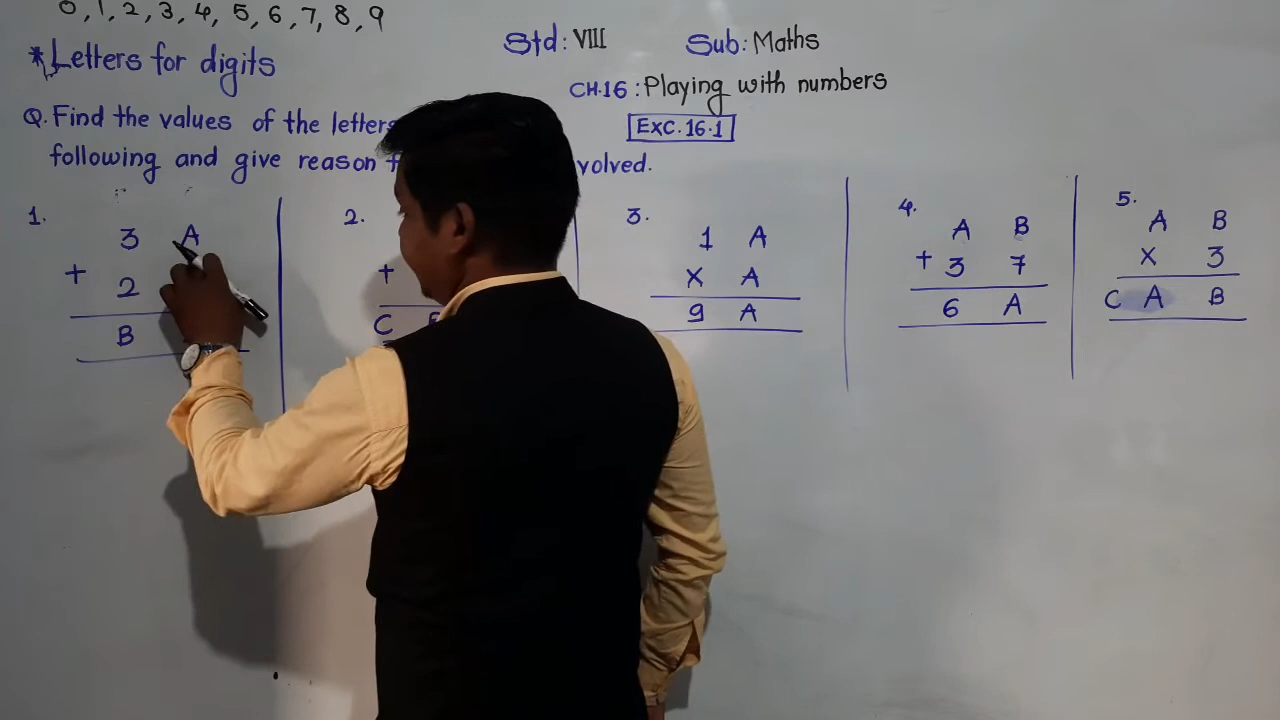 0, 1, 2, 3, 4, 5, 6, 7, 8, 9
*Letters for digits
Std: VIII Sub: Maths
CH.16 : Playing with numbers
Exc. 16.1
Q. Find the values of the letters
following and give reason
1.
3 A
+ 2
B
2.
+
C
3.
1 A
X A
9 A
4.
A B
+ 3 7
6 A
5.
A B
X 3
C A B